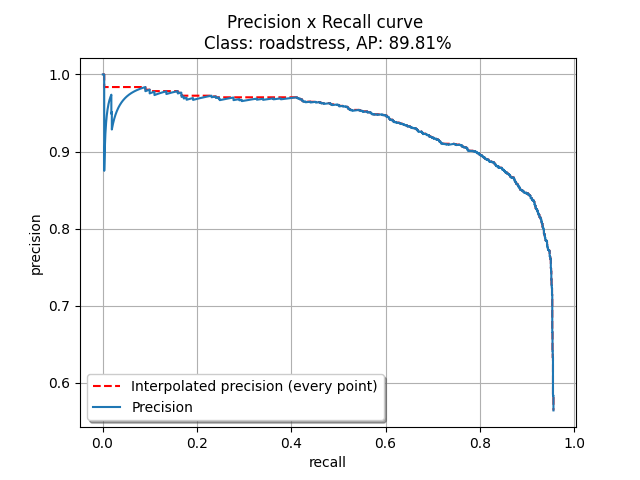 Precision x Recall curve
Class: roadstress, AP: 89.81%
1.0
0.9
0.8
0.7
0.6
precision
Interpolated precision (every point)
Precision
0.0 0.2 0.4 0.6 0.8 1.0
recall